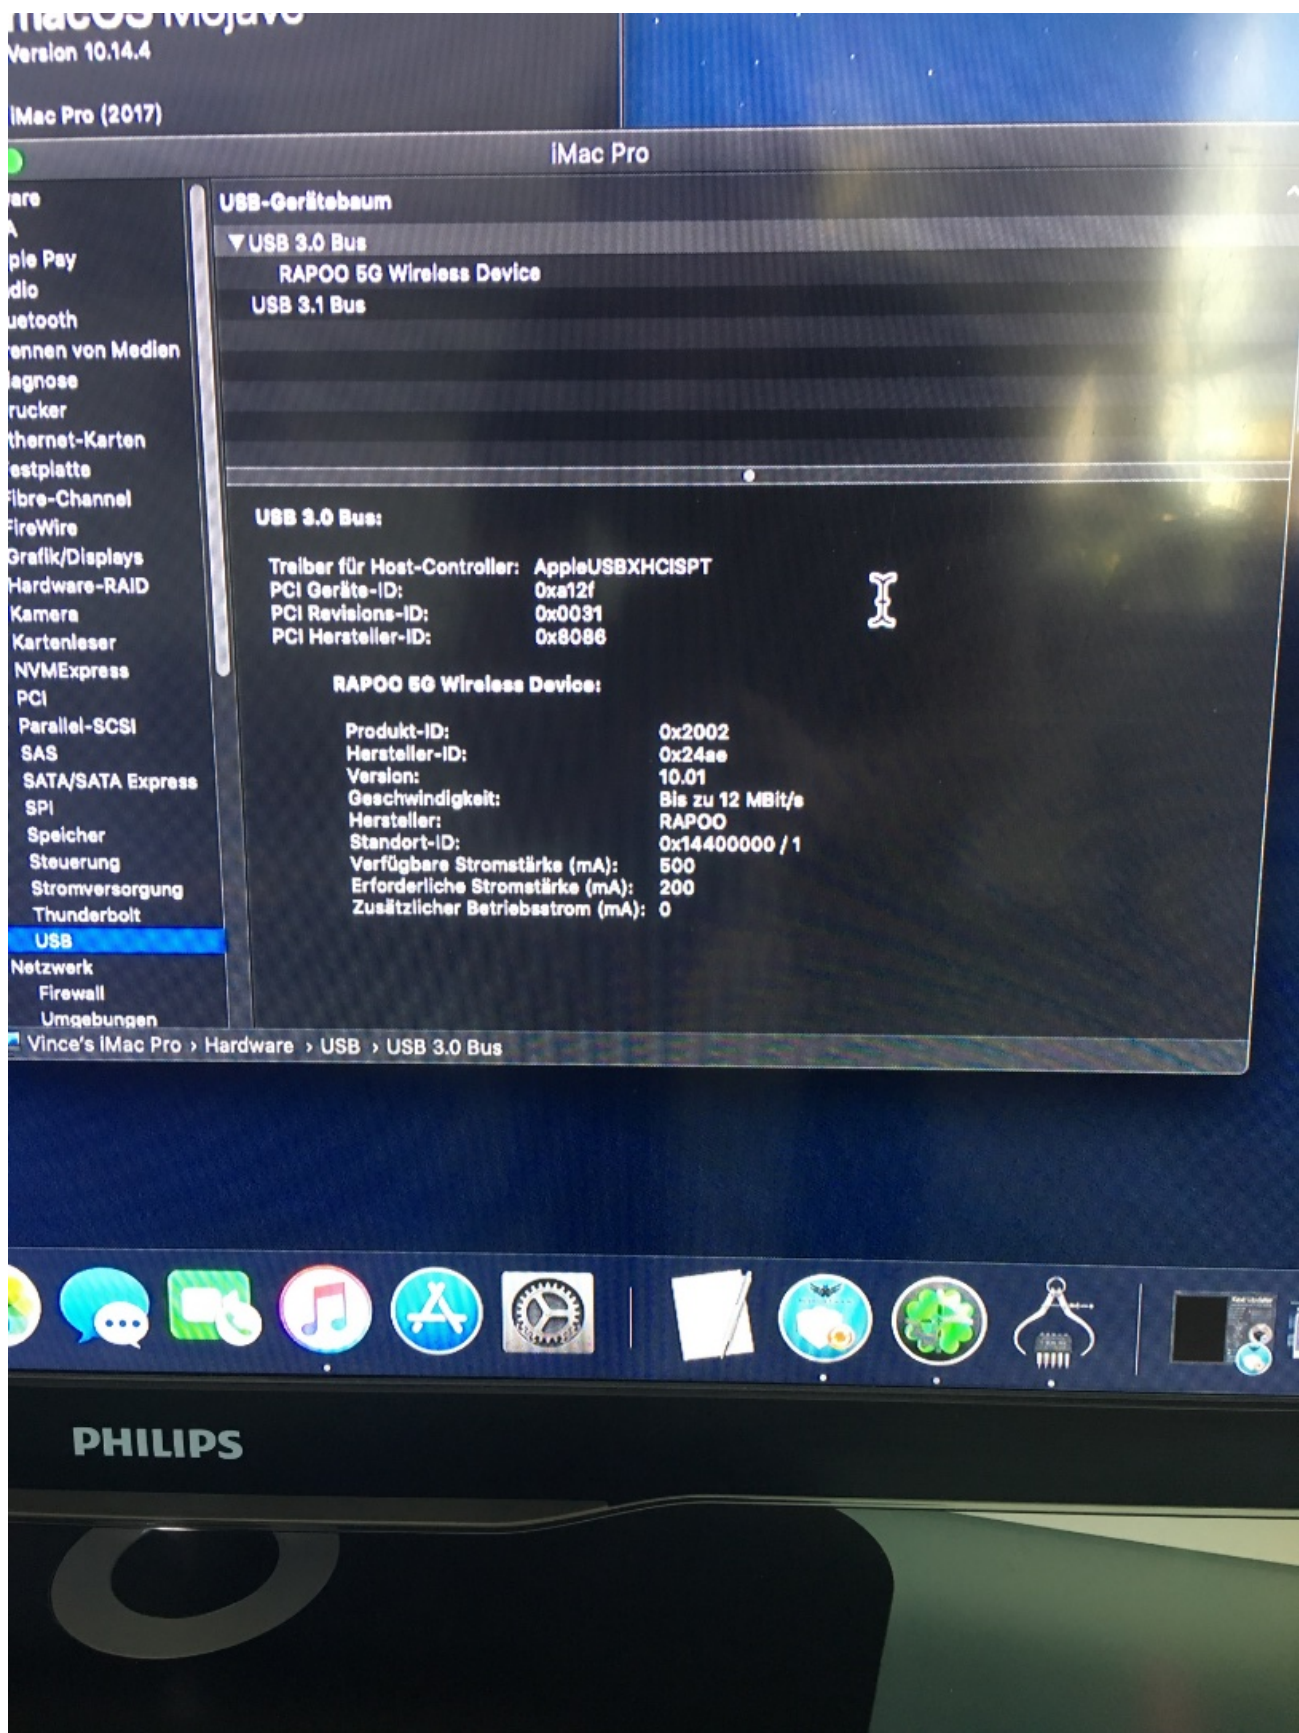 macOS Mojave
Version 10.14.4
iMac Pro (2017)
iMac Pro
USB-Gerätebaum
USB 3.0 Bus
RAPOO 5G Wireless Device
USB 3.1 Bus
are
A
ple Pay
dio
uetooth
ennen von Medien
agnose
rucker
thernet-Karten
estplatte
Fibre-Channel
FireWire
Grafik/Displays
Hardware-RAID
Kamera
Kartenleser
NVMExpress
PCI
Parallel-SCSI
SAS
SATA/SATA Express
SPI
Speicher
Steuerung
Stromversorgung
Thunderbolt
USB
Netzwerk
Firewall
Umgebungen
USB 3.0 Bus:
Treiber für Host-Controller: AppleUSBXHCISPT
PCI Geräte-ID: 0xa12f
PCI Revisions-ID: 0x0031
PCI Hersteller-ID: 0x8086
RAPOO 5G Wireless Device:
Produkt-ID: 0x2002
Hersteller-ID: 0x24ae
Version: 10.01
Geschwindigkeit: Bis zu 12 MBit/s
Hersteller: RAPOO
Standort-ID: 0x14400000 / 1
Verfügbare Stromstärke (mA): 500
Erforderliche Stromstärke (mA): 200
Zusätzlicher Betriebsstrom (mA): 0
Vince's iMac Pro › Hardware › USB › USB 3.0 Bus
PHILIPS